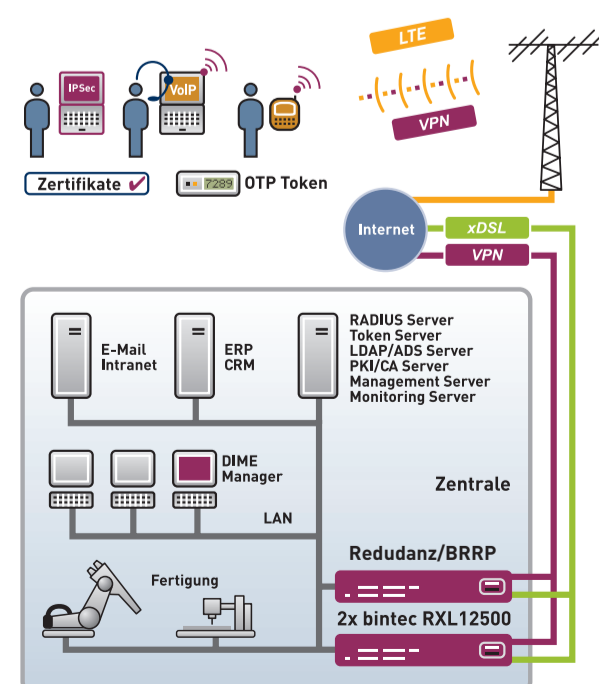 LTE
IPSec
VoIP
VPN
Zertifikate
7289
OTP Token
Internet
xDSL
VPN
E-Mail
Intranet
ERP
CRM
RADIUS Server
Token Server
LDAP/ADS Server
PKI/CA Server
Management Server
Monitoring Server
DIME
Manager
Zentrale
LAN
Redudanz/BRRP
Fertigung
2x bintec RXL12500